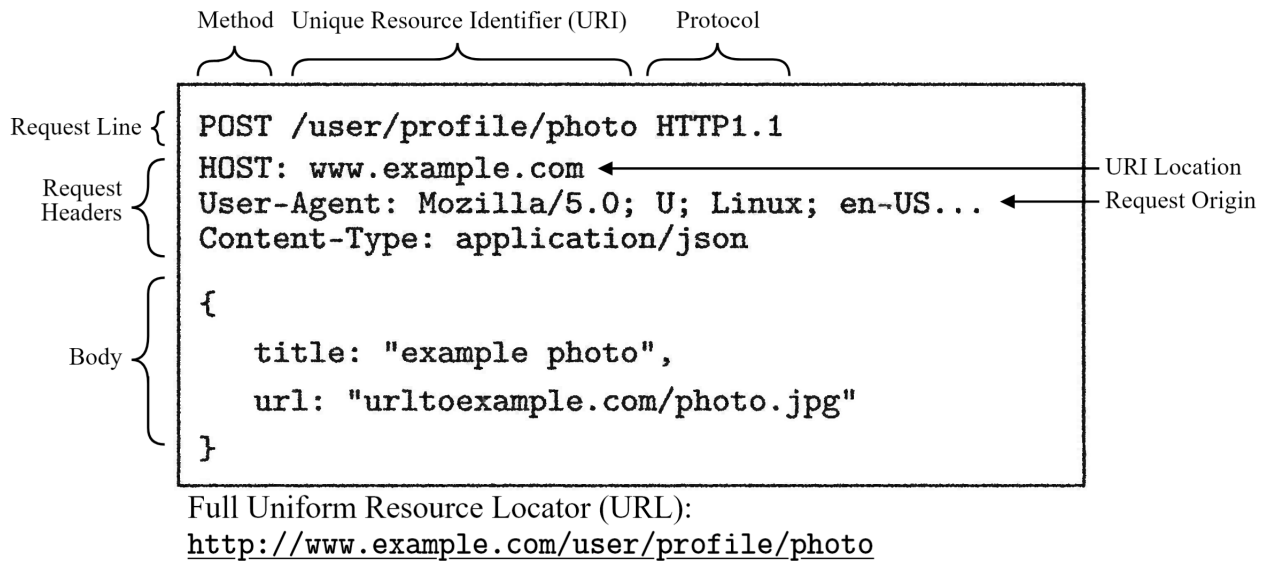 Method Unique Resource Identifier (URI) Protocol
Request Line { POST /user/profile/photo HTTP1.1
Request Headers
HOST: www.example.com URI Location
User-Agent: Mozilla/5.0; U; Linux; en-US... Request Origin
Content-Type: application/json
Body
{
title: "example photo",
url: "urltoexample.com/photo.jpg"
}
Full Uniform Resource Locator (URL):
http://www.example.com/user/profile/photo